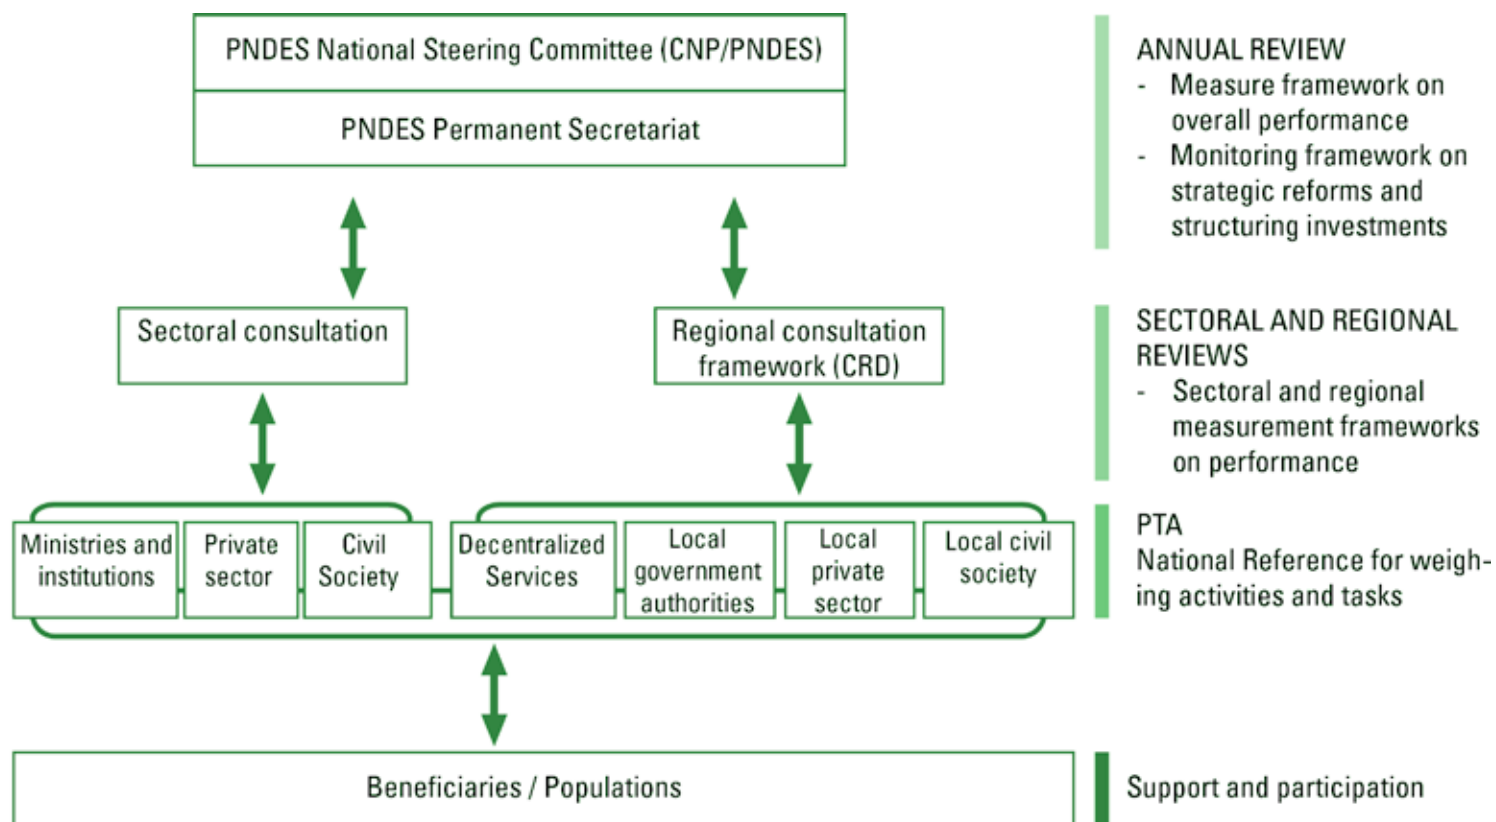 PNDES National Steering Committee (CNP/PNDES)
PNDES Permanent Secretariat
ANNUAL REVIEW
- Measure framework on
overall performance
- Monitoring framework on
strategic reforms and
structuring investments
Sectoral consultation
Regional consultation
framework (CRD)
SECTORAL AND REGIONAL
REVIEWS
- Sectoral and regional
measurement frameworks
on performance
Ministries and
institutions
Private
sector
Civil
Society
Decentralized
Services
Local
government
authorities
Local
private
sector
Local civil
society
PTA
National Reference for weigh-
ing activities and tasks
Beneficiaries / Populations
Support and participation